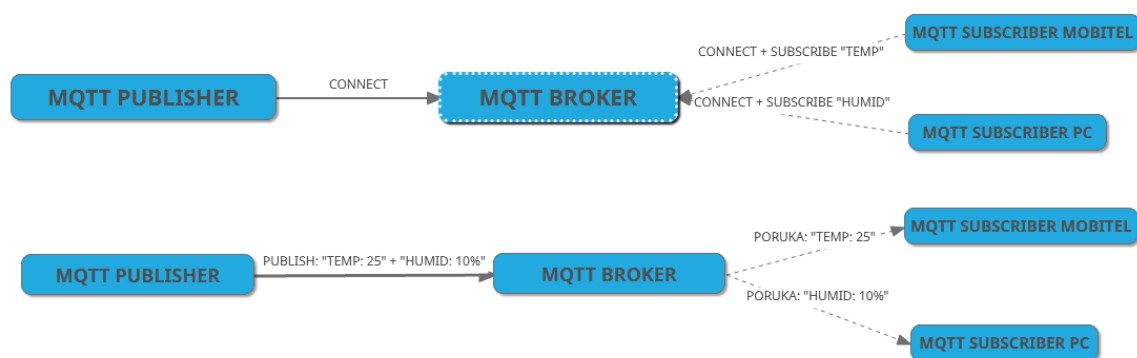 MQTT SUBSCRIBER MOBITEL
CONNECT + SUBSCRIBE "TEMP"
MQTT PUBLISHER
CONNECT
MQTT BROKER
CONNECT + SUBSCRIBE "HUMID"
MQTT SUBSCRIBER PC
MQTT SUBSCRIBER MOBITEL
PORUKA: "TEMP: 25"
MQTT PUBLISHER
PUBLISH: "TEMP: 25" + "HUMID: 10%"
MQTT BROKER
PORUKA: "HUMID: 10%"
MQTT SUBSCRIBER PC